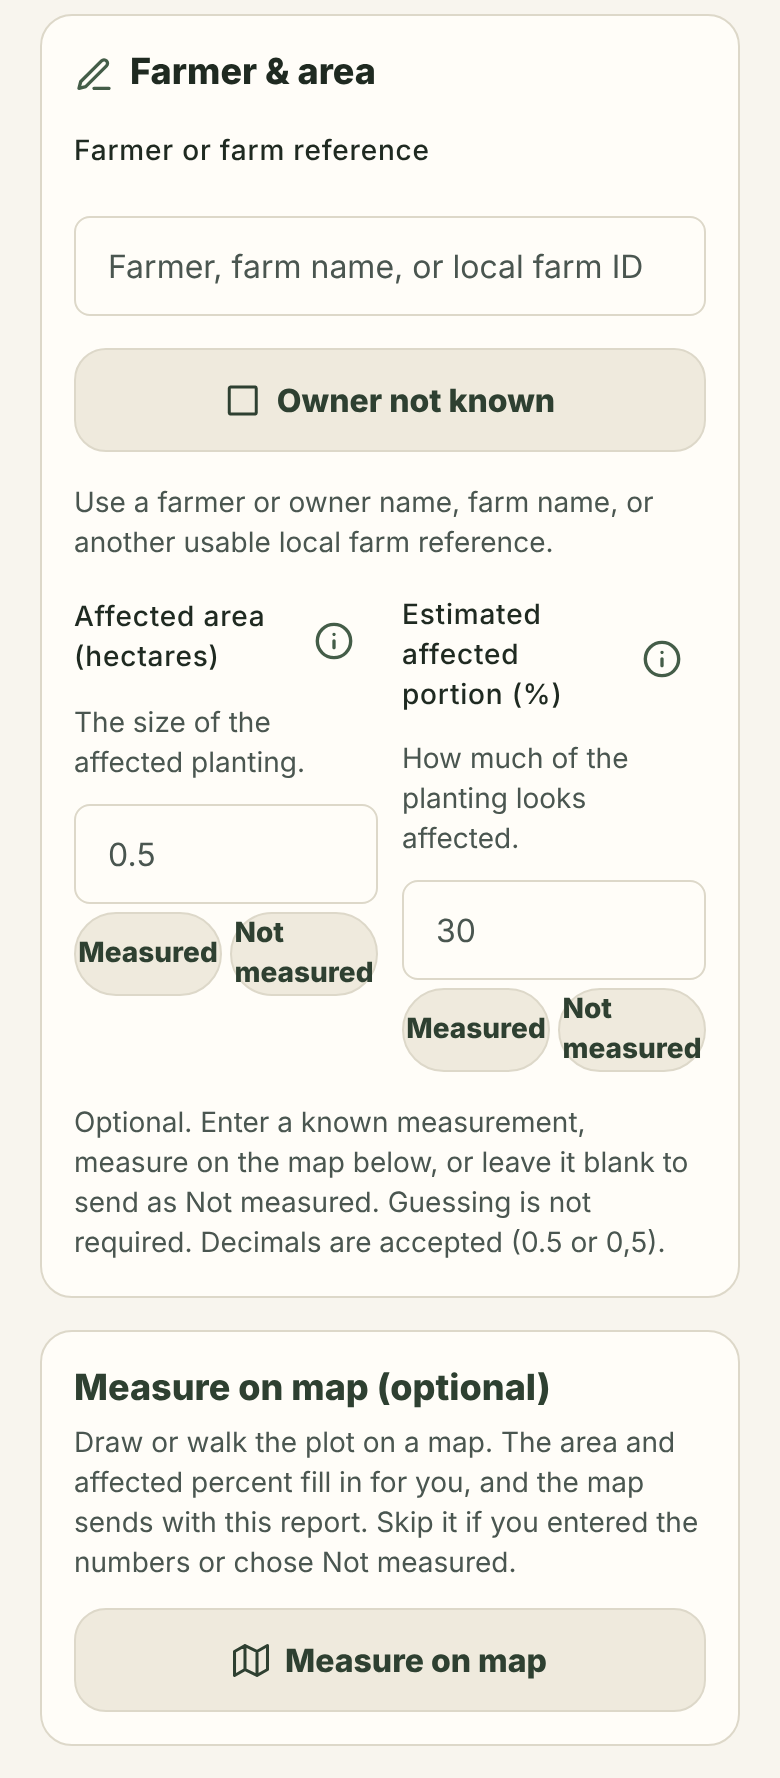 Farmer & area
Farmer or farm reference
Farmer, farm name, or local farm ID
Owner not known
Use a farmer or owner name, farm name, or
another usable local farm reference.
Affected area
(hectares)
The size of the
affected planting.
0.5
Measured
Not
measured
Estimated
affected
portion (%)
How much of the
planting looks
affected.
30
Measured
Not
measured
Optional. Enter a known measurement,
measure on the map below, or leave it blank to
send as Not measured. Guessing is not
required. Decimals are accepted (0.5 or 0,5).
Measure on map (optional)
Draw or walk the plot on a map. The area and
affected percent fill in for you, and the map
sends with this report. Skip it if you entered the
numbers or chose Not measured.
Measure on map